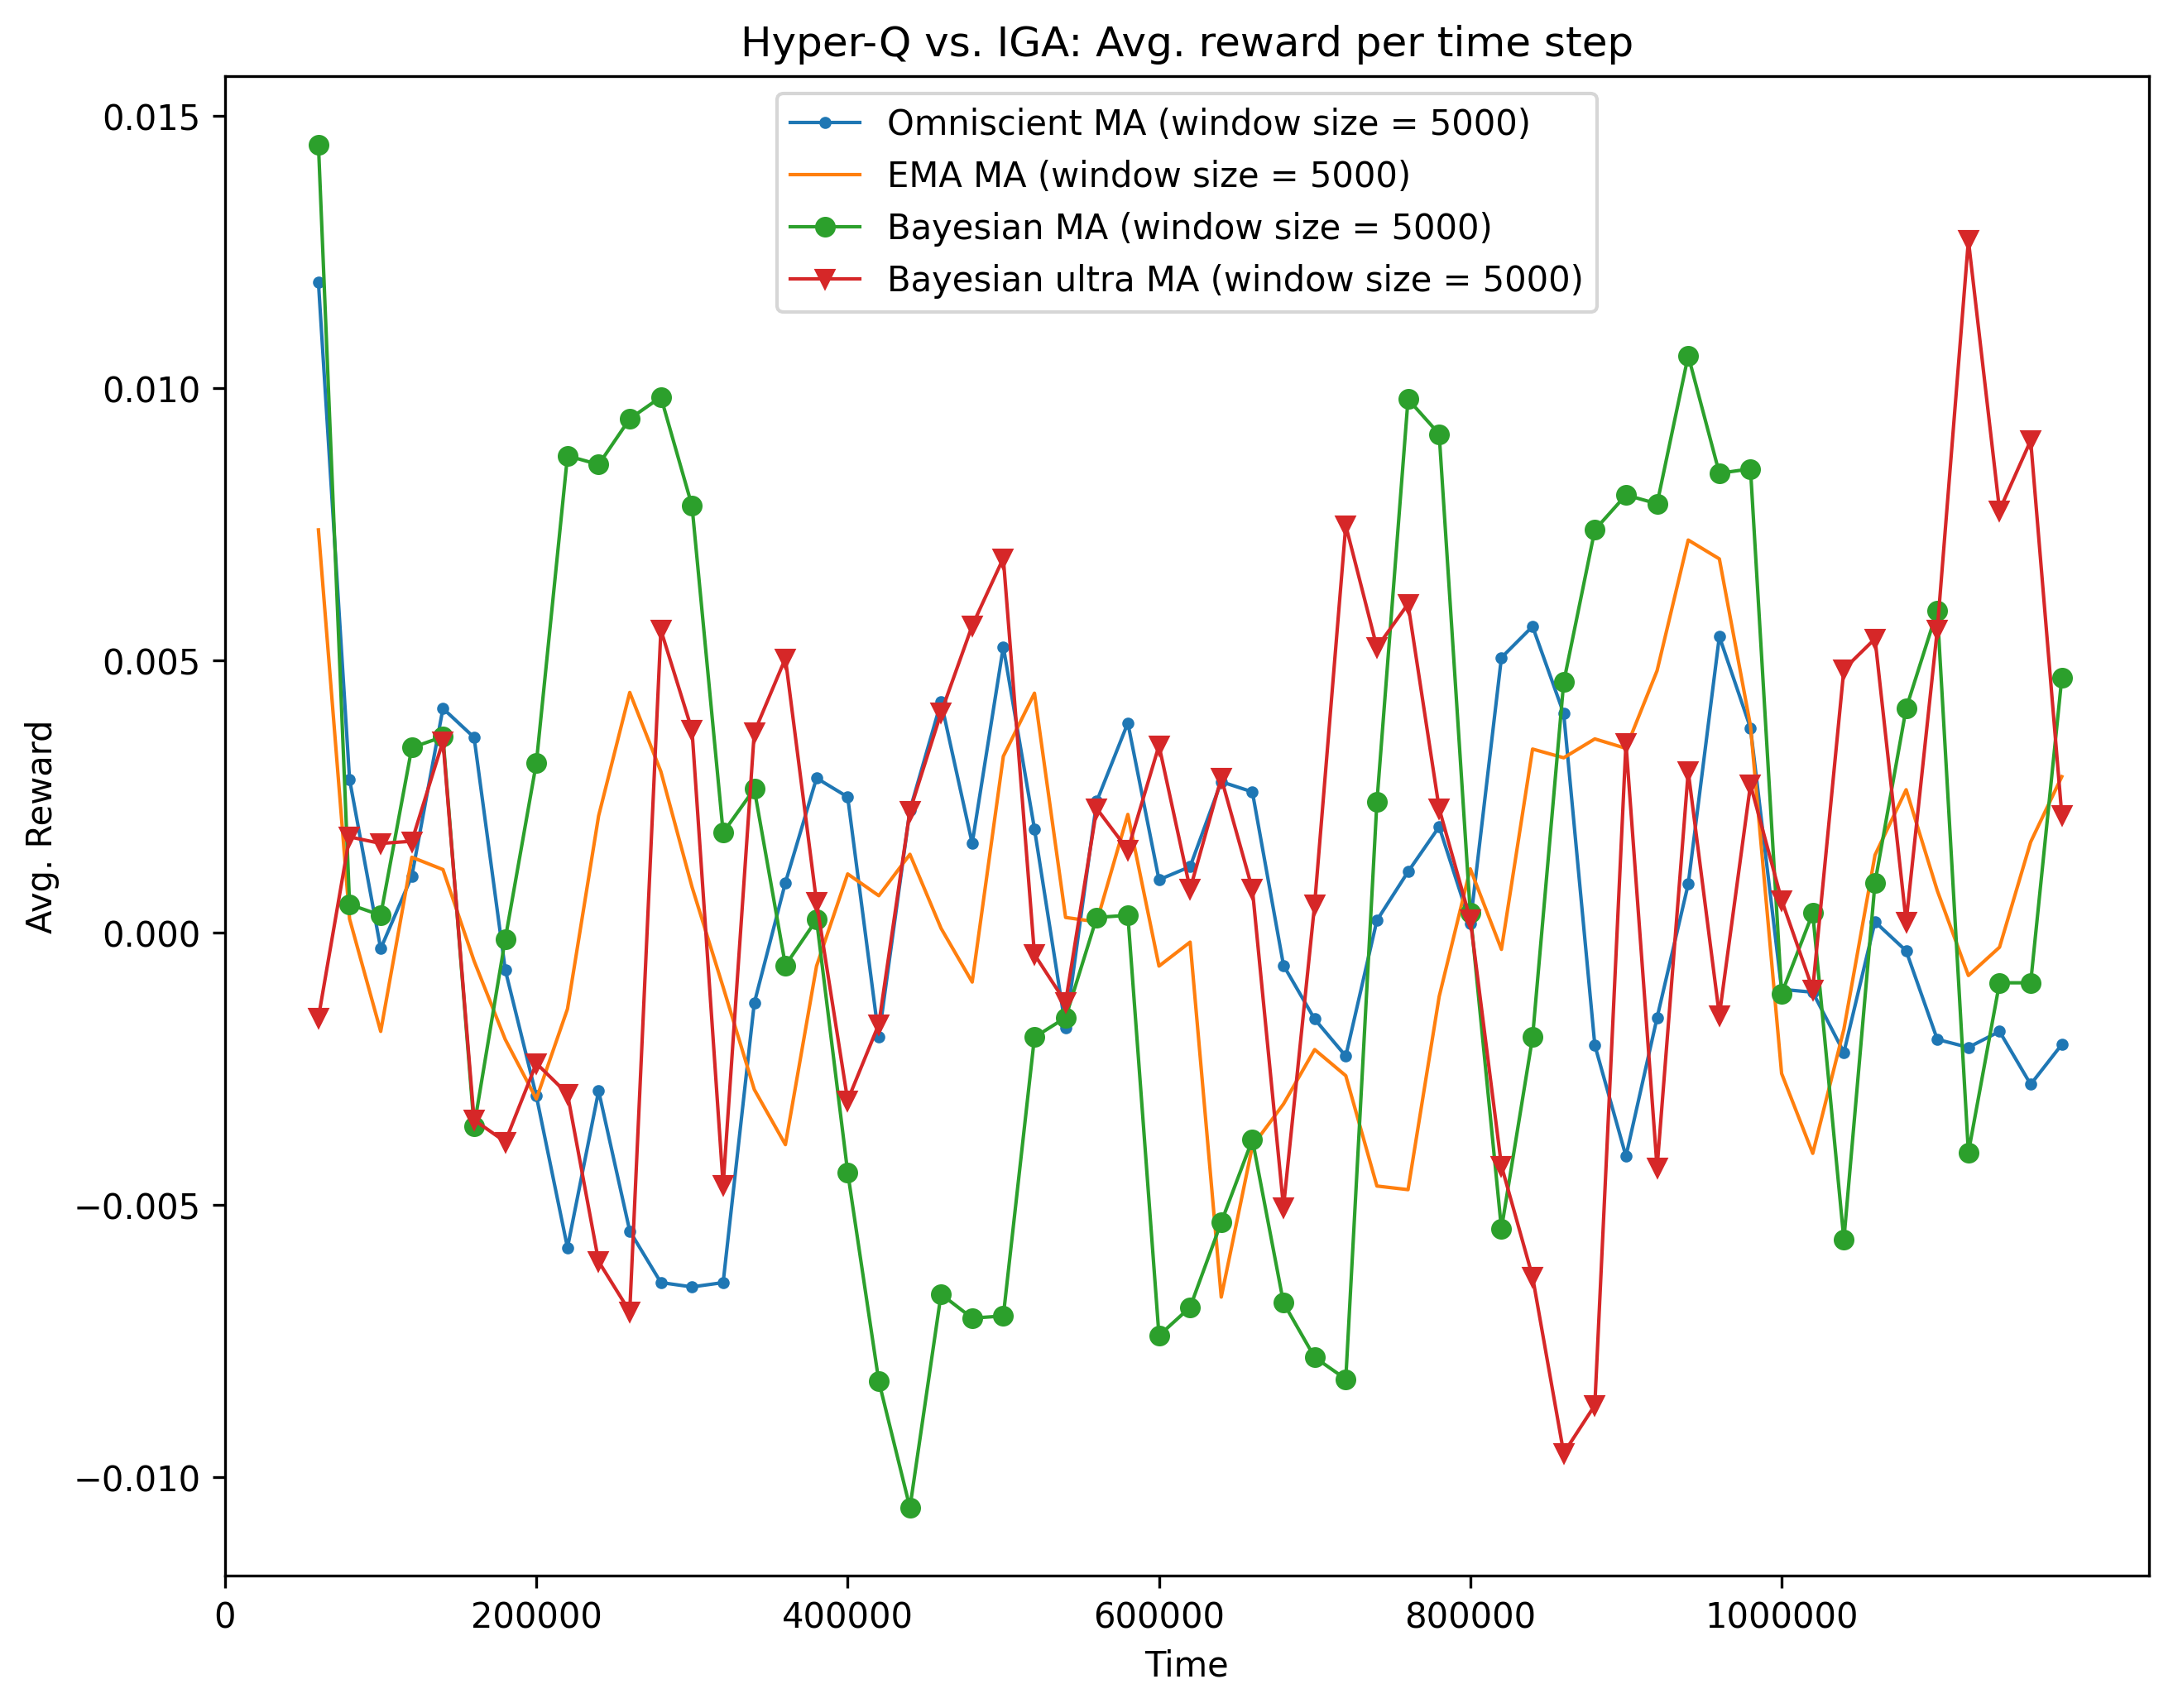 Hyper-Q vs. IGA: Avg. reward per time step
Omniscient MA (window size = 5000)
EMA MA (window size = 5000)
Bayesian MA (window size = 5000)
Bayesian ultra MA (window size = 5000)
Avg. Reward
0.015
0.010
0.005
0.000
−0.005
−0.010
0
200000
400000
600000
800000
1000000
Time